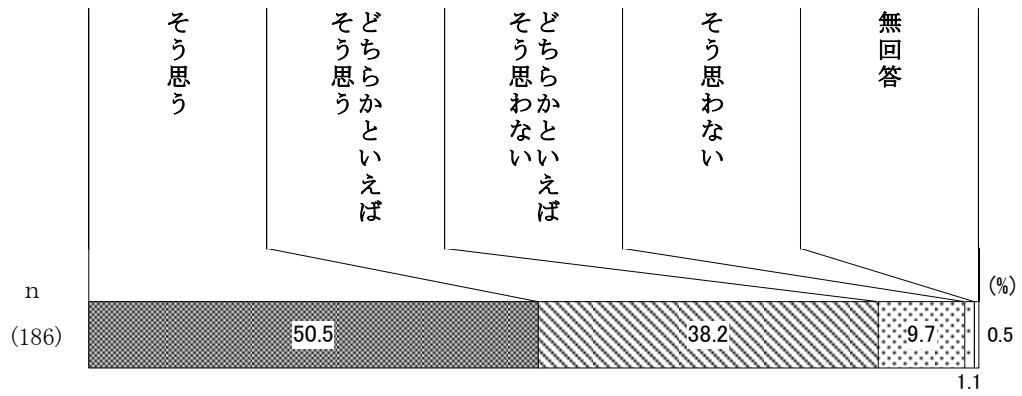 そう思う
どちらかといえば
そう思う
どちらかといえば
そう思わない
そう思わない
無回答
(%)
n
(186)
50.5
38.2
9.7
0.5
1.1